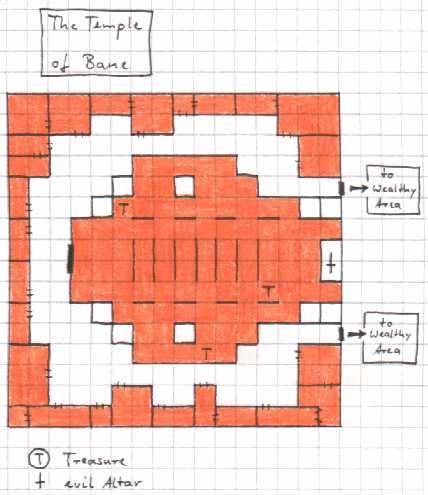 The Temple
of Bane
to
Wealthy
Area
T
T
to
Wealthy
Area
T
T Treasure
evil Altar